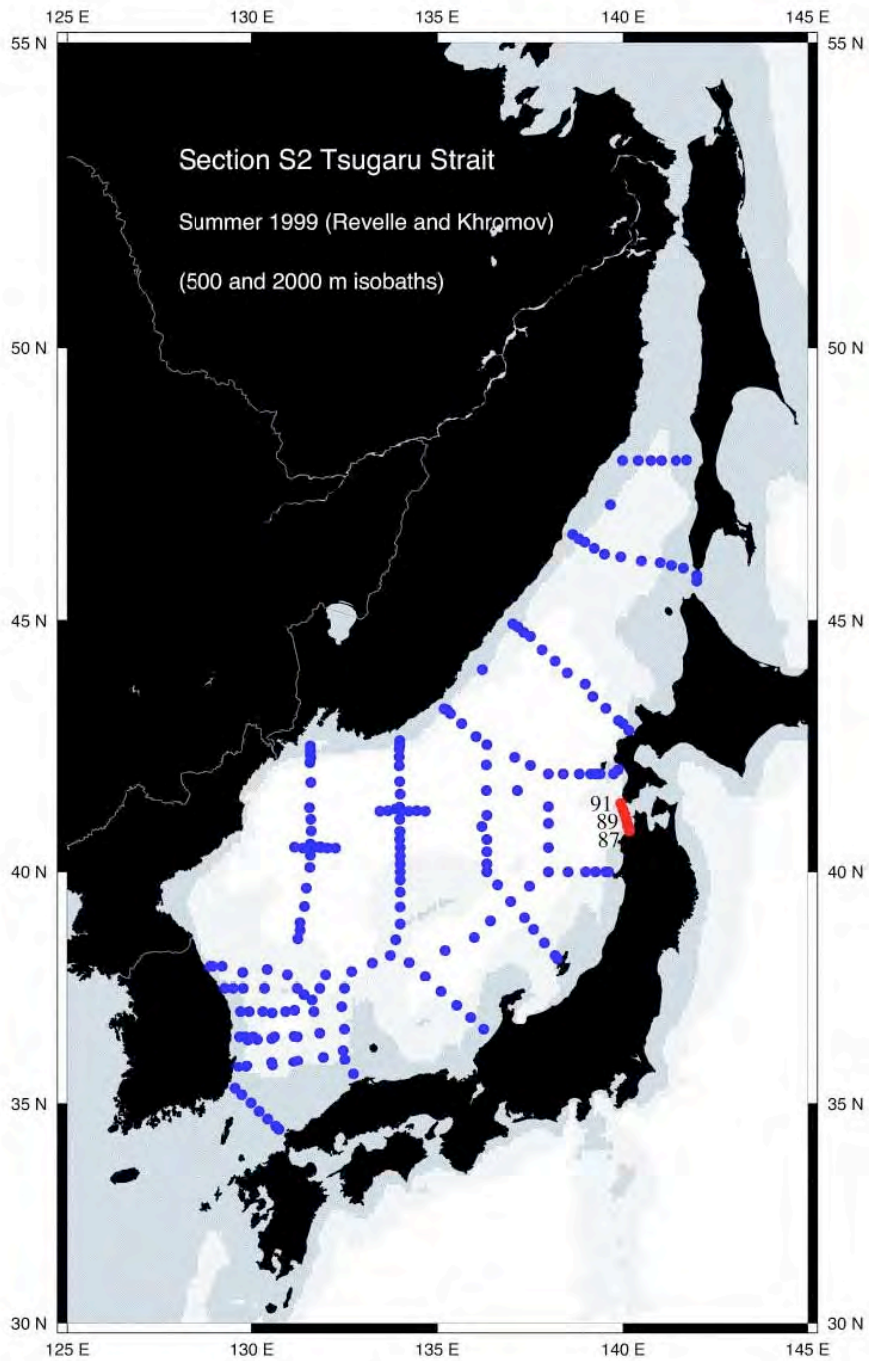 125 E 130 E 135 E 140 E 145 E
55 N 55 N
Section S2 Tsugaru Strait
Summer 1999 (Revelle and Khromov)
(500 and 2000 m isobaths)
50 N 50 N
45 N 45 N
91
89
87
40 N 40 N
35 N 35 N
30 N 30 N
125 E 130 E 135 E 140 E 145 E